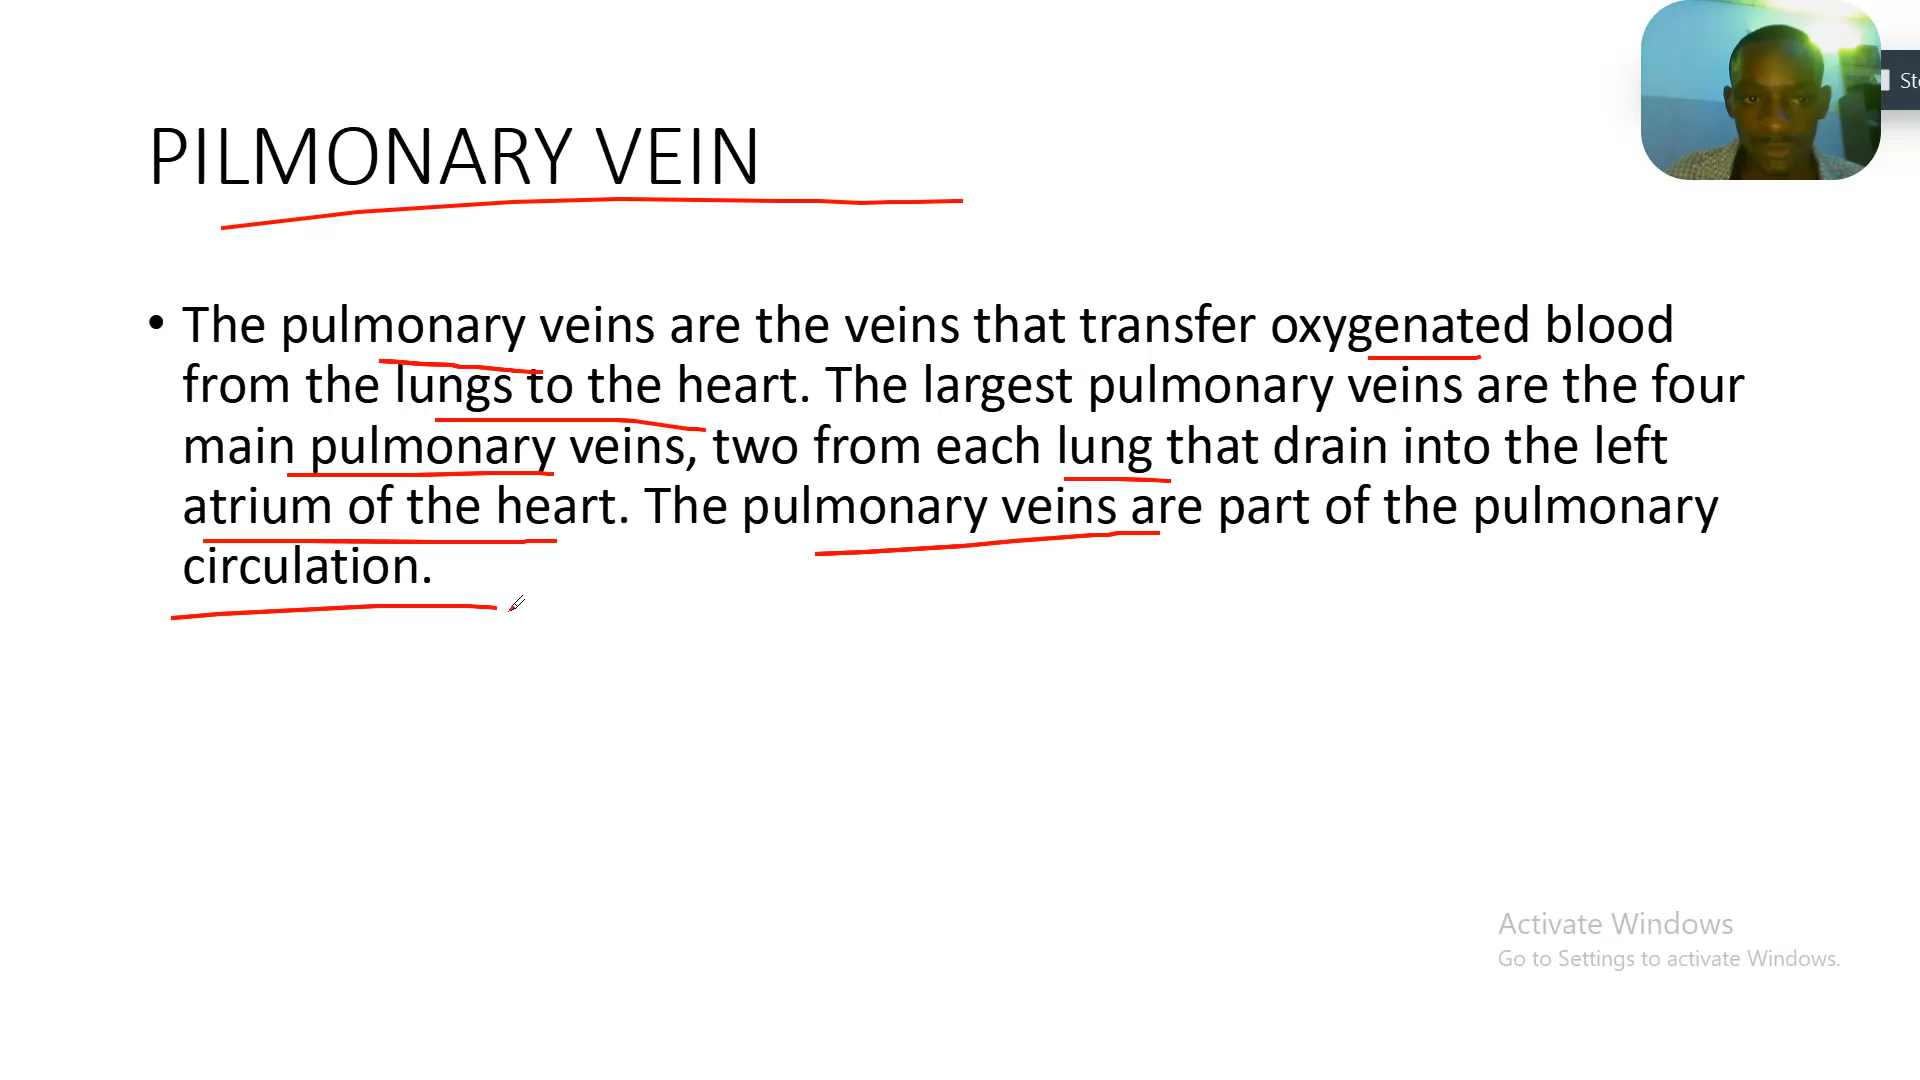 PILMONARY VEIN
• The pulmonary veins are the veins that transfer oxygenated blood
from the lungs to the heart. The largest pulmonary veins are the four
main pulmonary veins, two from each lung that drain into the left
atrium of the heart. The pulmonary veins are part of the pulmonary
circulation.
Activate Windows
Go to Settings to activate Windows.